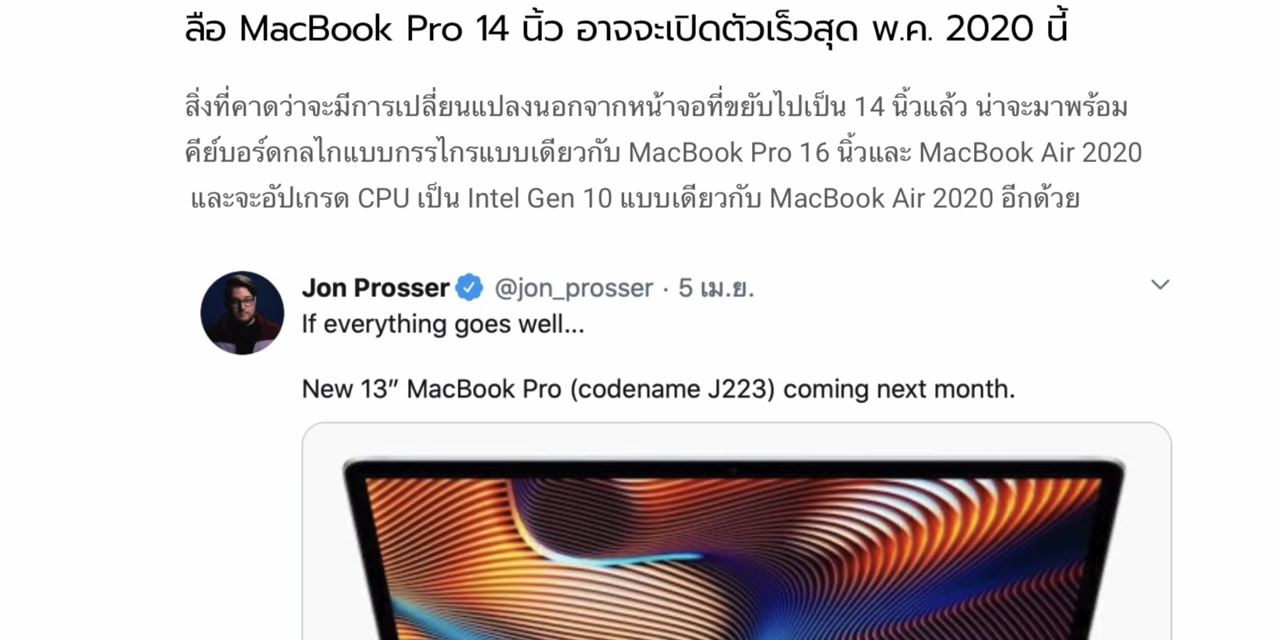 ลือ MacBook Pro 14 นิ้ว อาจจะเปิดตัวเร็วสุด พ.ค. 2020 นี้
สิ่งที่คาดว่าจะมีการเปลี่ยนแปลงนอกจากหน้าจอที่ขยับไปเป็น 14 นิ้วแล้ว น่าจะมาพร้อม
คีย์บอร์ดกลไกแบบกรรไกรแบบเดียวกับ MacBook Pro 16 นิ้วและ MacBook Air 2020
และจะอัปเกรด CPU เป็น Intel Gen 10 แบบเดียวกับ MacBook Air 2020 อีกด้วย
Jon Prosser @jon_prosser · 5 เม.ย.
If everything goes well...
New 13″ MacBook Pro (codename J223) coming next month.